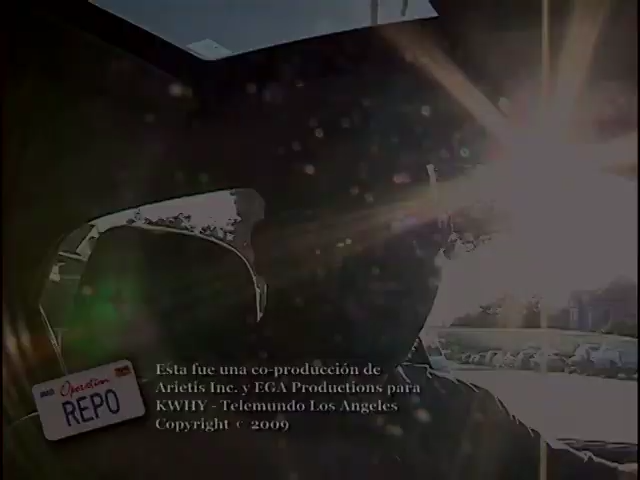 Operation
REPO
Esta fue una co-producción de
Arietis Inc. y EGA Productions para
KWHY - Telemundo Los Angeles
Copyright © 2009